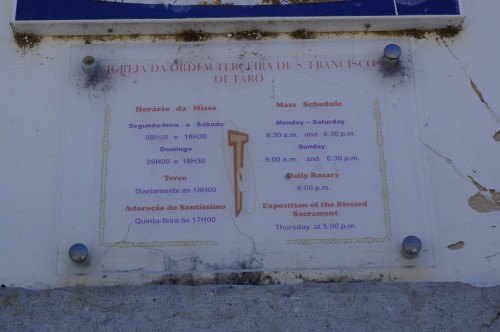 IGREJA DA ORDEM TERCEIRA DE S. FRANCISCO
DE FARO
Horário da Missa
Segunda-feira a Sábado
08H30 e 18H30
Domingo
09H00 e 18H30
Terço
Diariamente às 18H00
Adoração do Santíssimo
Quinta-feira às 17H00
Mass Schedule
Monday – Saturday
8:30 a.m. and 6:30 p.m.
Sunday
9:00 a.m. and 6:30 p.m.
Daily Rosary
6:00 p.m.
Exposition of the Blessed
Sacrament
Thursday at 5:00 p.m.